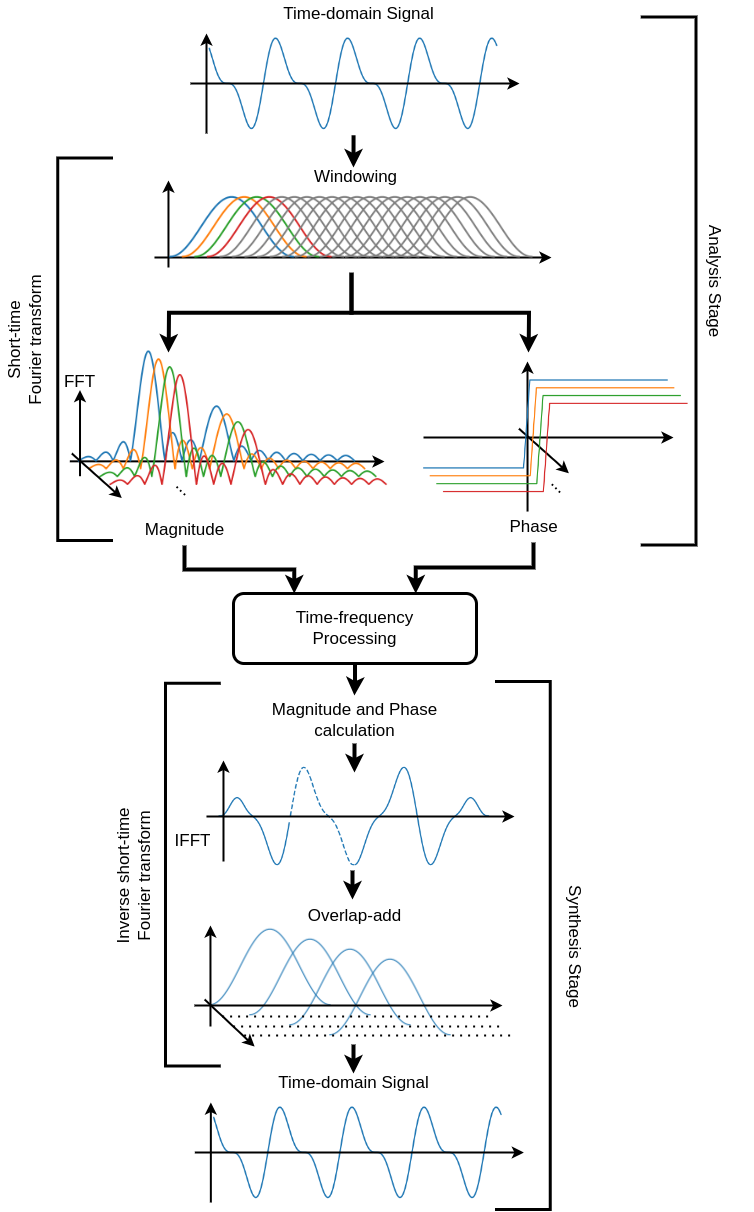 Time-domain Signal
Windowing
Analysis Stage
Short-time
Fourier transform
FFT
...
...
Magnitude
Phase
Time-frequency
Processing
Magnitude and Phase
calculation
IFFT
Inverse short-time
Fourier transform
Overlap-add
Synthesis Stage
Time-domain Signal